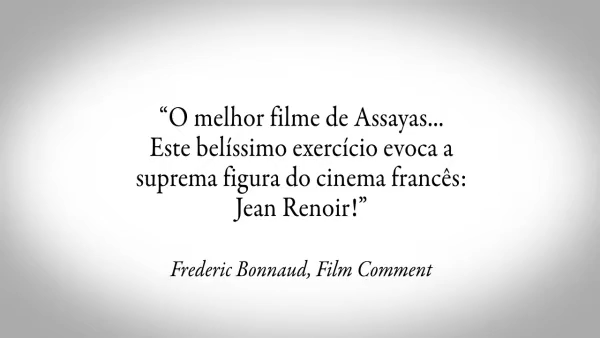 “O melhor filme de Assayas...
Este belíssimo exercício evoca a
suprema figura do cinema francês:
Jean Renoir!”
Frederic Bonnaud, Film Comment